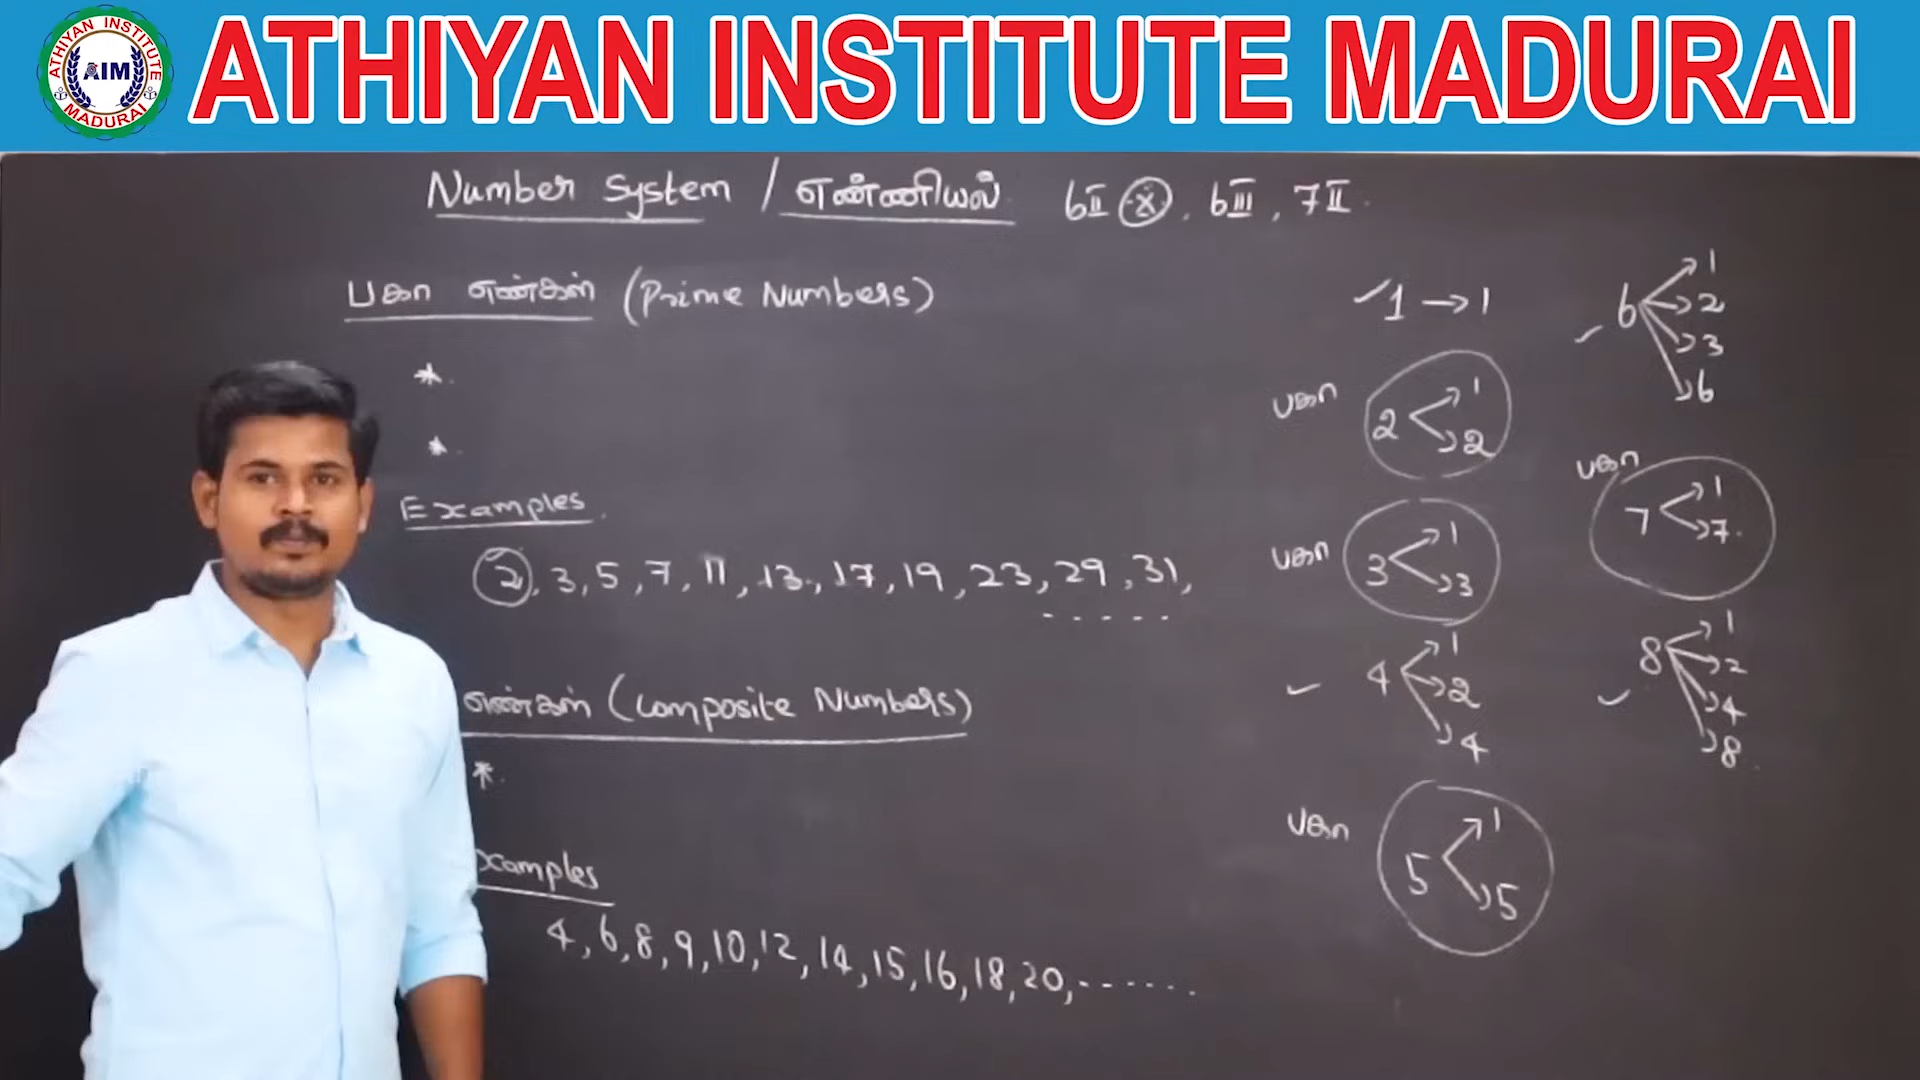 ATHIYAN INSTITUTE
AIM
MADURAI
ATHIYAN INSTITUTE MADURAI
Number System / எண்ணியல் 6II X, 6III, 7II
பகா எண்கள் (Prime Numbers)
*
*
Examples
2, 3, 5, 7, 11, 13, 17, 19, 23, 29, 31, .....
எண்கள் (Composite Numbers)
*
xamples
4, 6, 8, 9, 10, 12, 14, 15, 16, 18, 20, ......
✓ 1 → 1
பகா 2 → 1
→ 2
பகா 3 → 1
→ 3
✓ 4 → 1
→ 2
→ 4
பகா 5 → 1
→ 5
✓ 6 → 1
→ 2
→ 3
→ 6
பகா
7 → 1
→ 7
✓ 8 → 1
→ 2
→ 4
→ 8